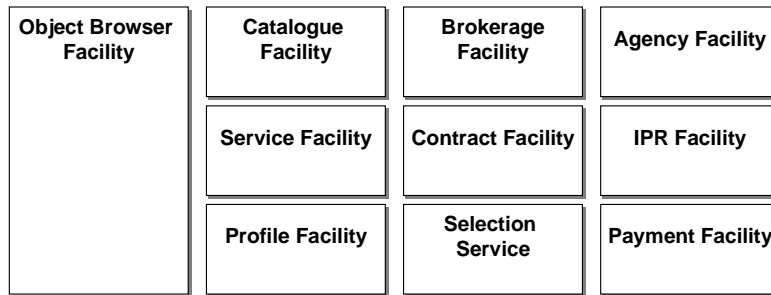 Object Browser
Facility
Catalogue
Facility
Brokerage
Facility
Agency Facility
Service Facility
Contract Facility
IPR Facility
Profile Facility
Selection
Service
Payment Facility